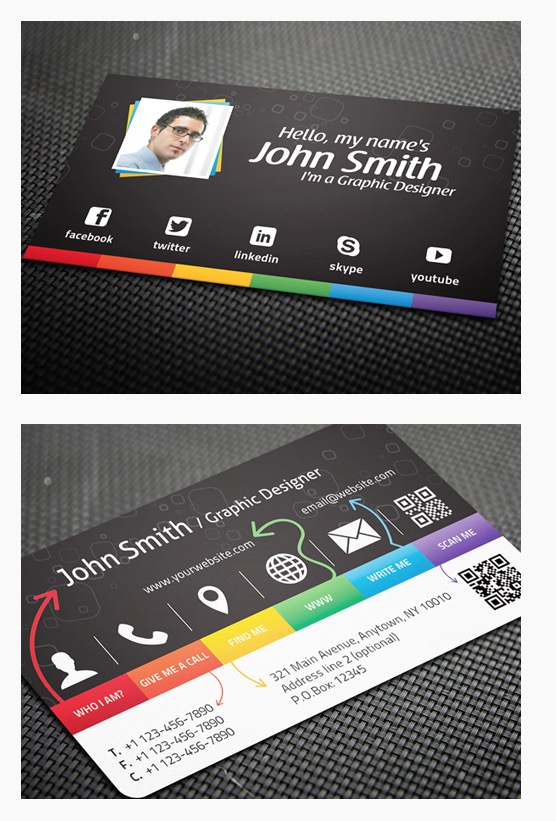 Hello, my name's
John Smith
I'm a Graphic Designer
facebook
twitter
linkedin
skype
youtube
John Smith / Graphic Designer
www.yourwebsite.com
email@website.com
WHO I AM?
GIVE ME A CALL
FIND ME
WWW
WRITE ME
SCAN ME
T. +1 123-456-7890
F. +1 123-456-7890
C. +1 123-456-7890
321 Main Avenue, Anytown, NY 10010
Address line 2 (optional)
P.O.Box: 12345